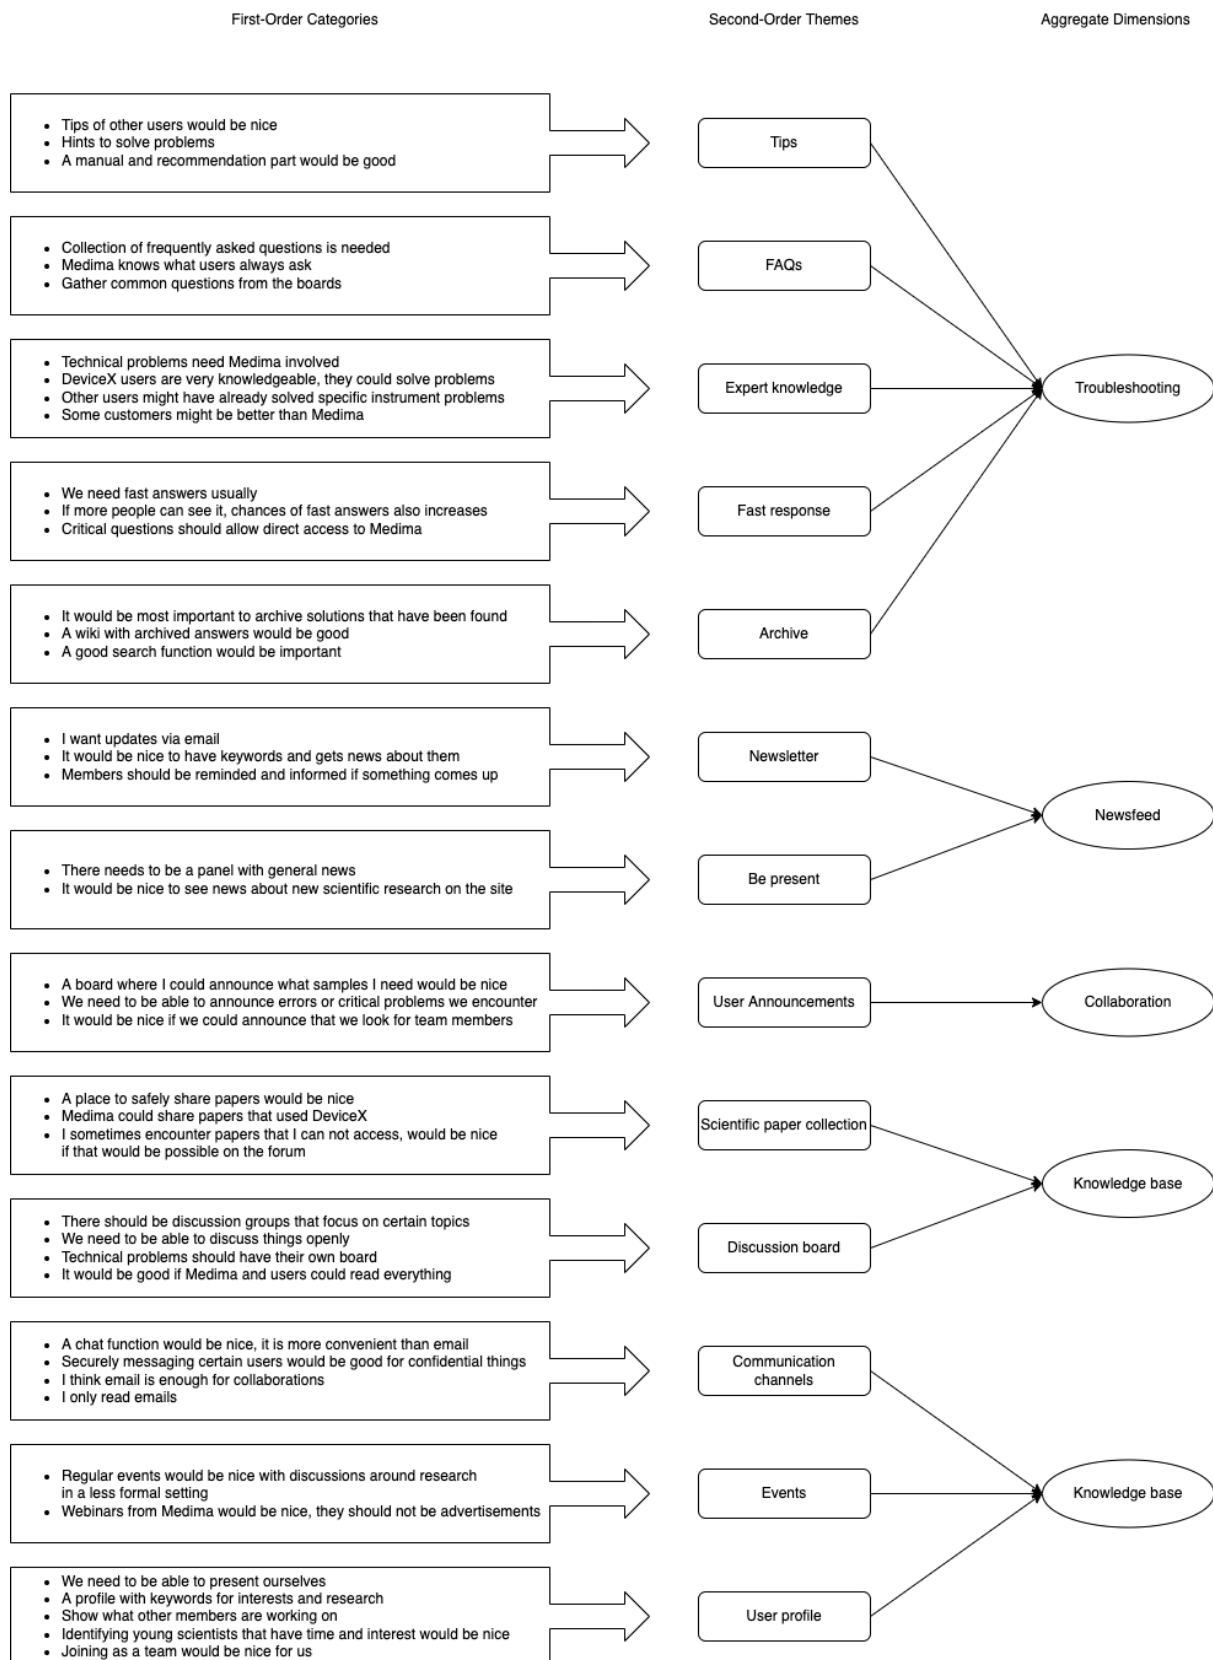 First-Order Categories
Second-Order Themes
Aggregate Dimensions
• Tips of other users would be nice
• Hints to solve problems
• A manual and recommendation part would be good
Tips
• Collection of frequently asked questions is needed
• Medima knows what users always ask
• Gather common questions from the boards
FAQs
• Technical problems need Medima involved
• DeviceX users are very knowledgeable, they could solve problems
• Other users might have already solved specific instrument problems
• Some customers might be better than Medima
Expert knowledge
Troubleshooting
• We need fast answers usually
• If more people can see it, chances of fast answers also increases
• Critical questions should allow direct access to Medima
Fast response
• It would be most important to archive solutions that have been found
• A wiki with archived answers would be good
• A good search function would be important
Archive
• I want updates via email
• It would be nice to have keywords and gets news about them
• Members should be reminded and informed if something comes up
Newsletter
Newsfeed
• There needs to be a panel with general news
• It would be nice to see news about new scientific research on the site
Be present
• A board where I could announce what samples I need would be nice
• We need to be able to announce errors or critical problems we encounter
• It would be nice if we could announce that we look for team members
User Announcements
Collaboration
• A place to safely share papers would be nice
• Medima could share papers that used DeviceX
• I sometimes encounter papers that I can not access, would be nice
if that would be possible on the forum
Scientific paper collection
Knowledge base
• There should be discussion groups that focus on certain topics
• We need to be able to discuss things openly
• Technical problems should have their own board
• It would be good if Medima and users could read everything
Discussion board
• A chat function would be nice, it is more convenient than email
• Securely messaging certain users would be good for confidential things
• I think email is enough for collaborations
• I only read emails
Communication
channels
• Regular events would be nice with discussions around research
in a less formal setting
• Webinars from Medima would be nice, they should not be advertisements
Events
Knowledge base
• We need to be able to present ourselves
• A profile with keywords for interests and research
• Show what other members are working on
• Identifying young scientists that have time and interest would be nice
• Joining as a team would be nice for us
User profile